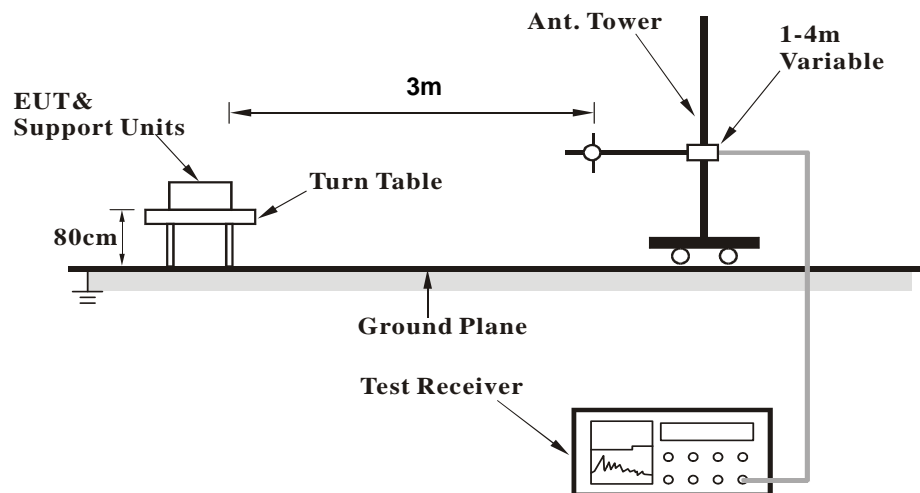 Ant. Tower
1-4m
Variable
3m
EUT&
Support Units
Turn Table
80cm
Ground Plane
Test Receiver